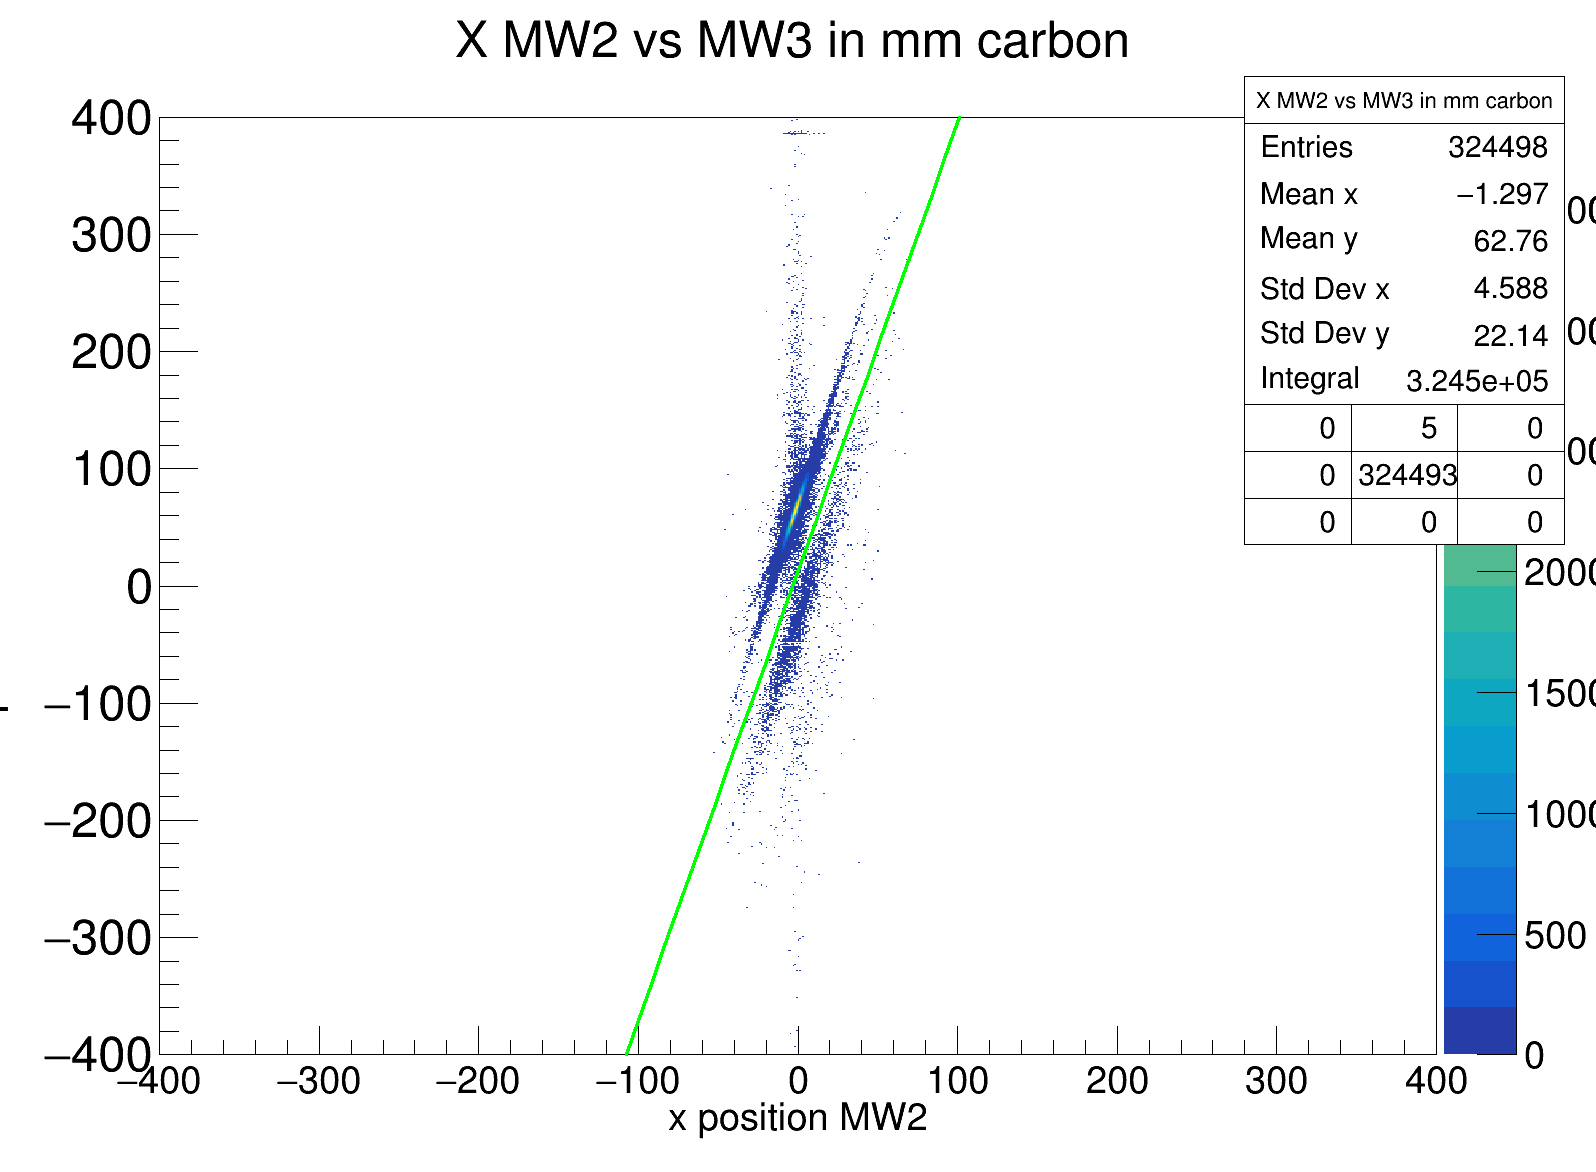 X MW2 vs MW3 in mm carbon
X MW2 vs MW3 in mm carbon
Entries 324498
Mean x −1.297
Mean y 62.76
Std Dev x 4.588
Std Dev y 22.14
Integral 3.245e+05
0 5 0
0 324493 0
0 0 0
400
300
200
100
0
−100
−200
−300
−400
−400 −300 −200 −100 0 100 200 300 400
x position MW2
2000
1500
1000
500
0